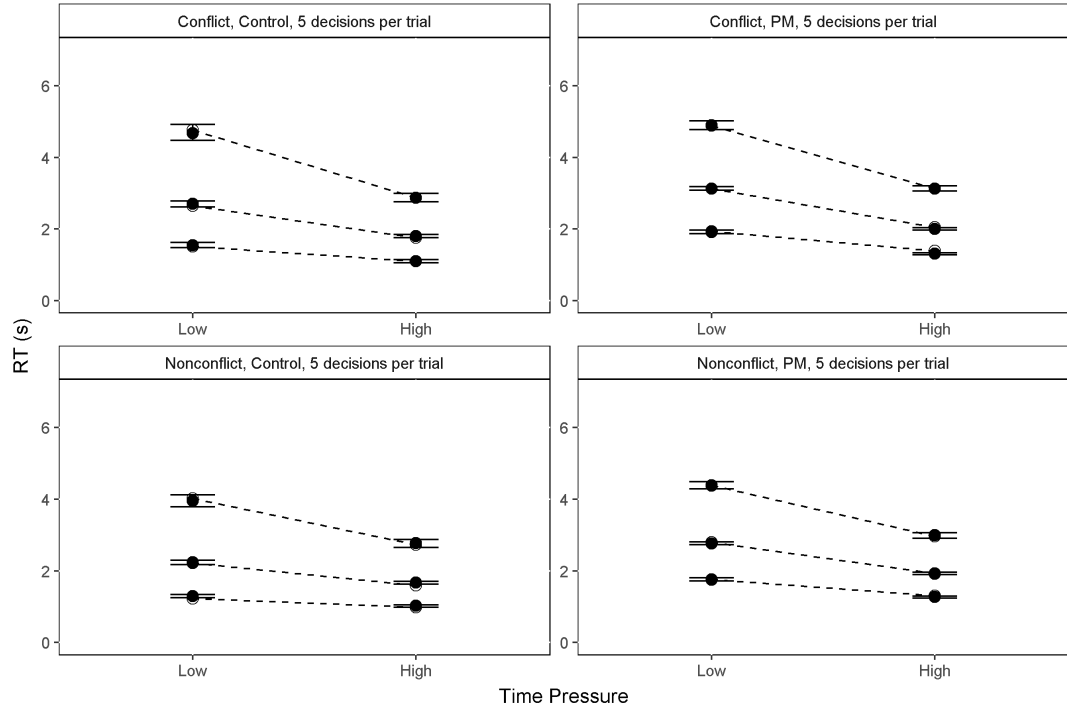 Conflict, Control, 5 decisions per trial
Conflict, PM, 5 decisions per trial
6
4
2
0
6
4
2
0
Low
High
Low
High
RT (s)
Nonconflict, Control, 5 decisions per trial
Nonconflict, PM, 5 decisions per trial
6
4
2
0
6
4
2
0
Low
High
Low
High
Time Pressure